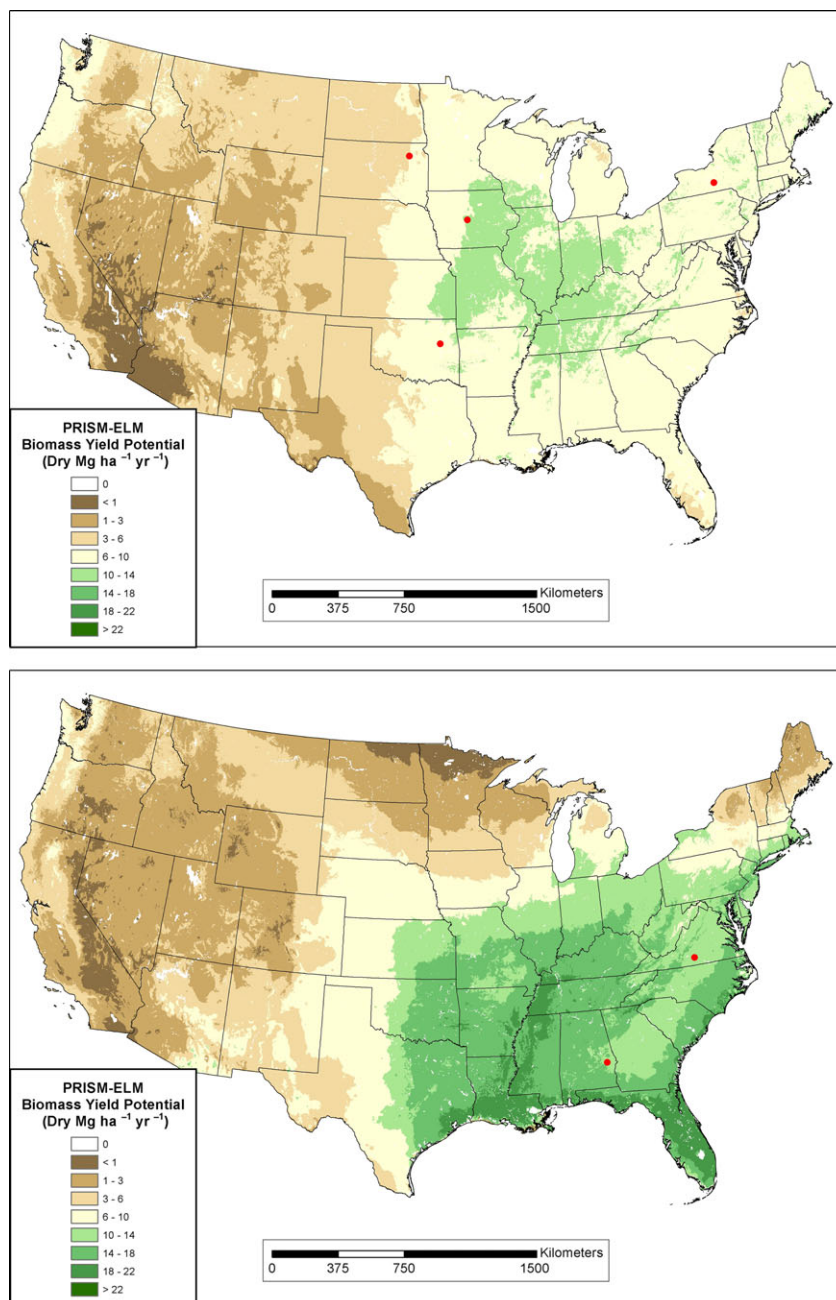 PRISM-ELM
Biomass Yield Potential
(Dry Mg ha ⁻¹ yr ⁻¹)
0
< 1
1 - 3
3 - 6
6 - 10
10 - 14
14 - 18
18 - 22
> 22
Kilometers
0 375 750 1500
PRISM-ELM
Biomass Yield Potential
(Dry Mg ha ⁻¹ yr ⁻¹)
0
< 1
1 - 3
3 - 6
6 - 10
10 - 14
14 - 18
18 - 22
> 22
Kilometers
0 375 750 1500